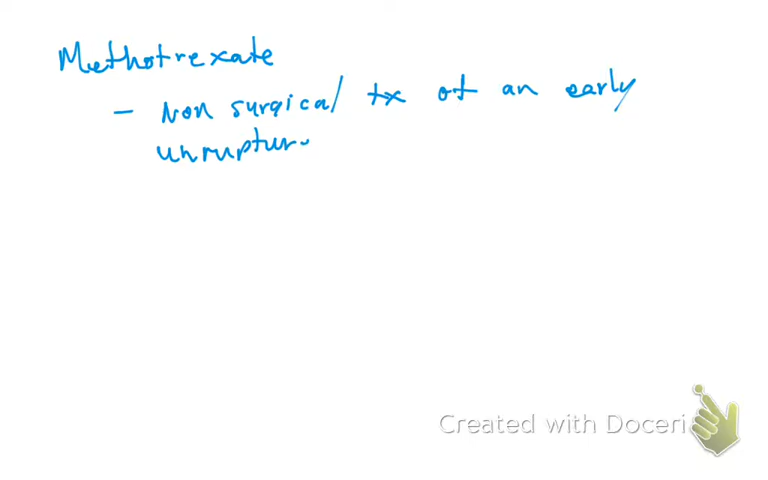 Methotrexate
- Non surgical tx of an early
unruptur
Created with Doceri